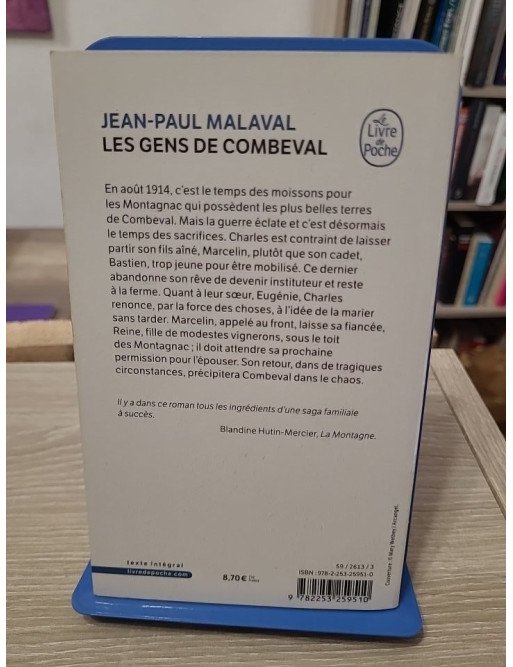 JEAN-PAUL MALAVAL
LES GENS DE COMBEVAL
Le
Livre
de
Poche
En août 1914, c'est le temps des moissons pour
les Montagnac qui possèdent les plus belles terres
de Combeval. Mais la guerre éclate et c'est désormais
le temps des sacrifices. Charles est contraint de laisser
partir son fils aîné, Marcelin, plutôt que son cadet,
Bastien, trop jeune pour être mobilisé. Ce dernier
abandonne son rêve de devenir instituteur et reste
à la ferme. Quant à leur sœur, Eugénie, Charles
renonce, par la force des choses, à l'idée de la marier
sans tarder. Marcelin, appelé au front, laisse sa fiancée,
Reine, fille de modestes vignerons, sous le toit
des Montagnac ; il doit attendre sa prochaine
permission pour l'épouser. Son retour, dans de tragiques
circonstances, précipitera Combeval dans le chaos.
Il y a dans ce roman tous les ingrédients d'une saga familiale
à succès.
Blandine Hutin-Mercier, La Montagne.
texte intégral
livredepoche.com
8,70 €
59 / 2613 / 3
ISBN : 978-2-253-25951-0
9 782253 259510